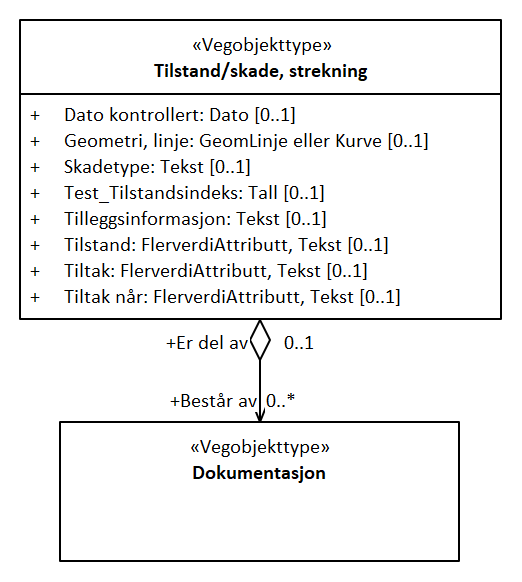 «Vegobjekttype»
Tilstand/skade, strekning
+ Dato kontrollert: Dato [0..1]
+ Geometri, linje: GeomLinje eller Kurve [0..1]
+ Skadetype: Tekst [0..1]
+ Test_Tilstandsindeks: Tall [0..1]
+ Tilleggsinformasjon: Tekst [0..1]
+ Tilstand: FlerverdiAttributt, Tekst [0..1]
+ Tiltak: FlerverdiAttributt, Tekst [0..1]
+ Tiltak når: FlerverdiAttributt, Tekst [0..1]
+Er del av 0..1
+Består av 0..*
«Vegobjekttype»
Dokumentasjon